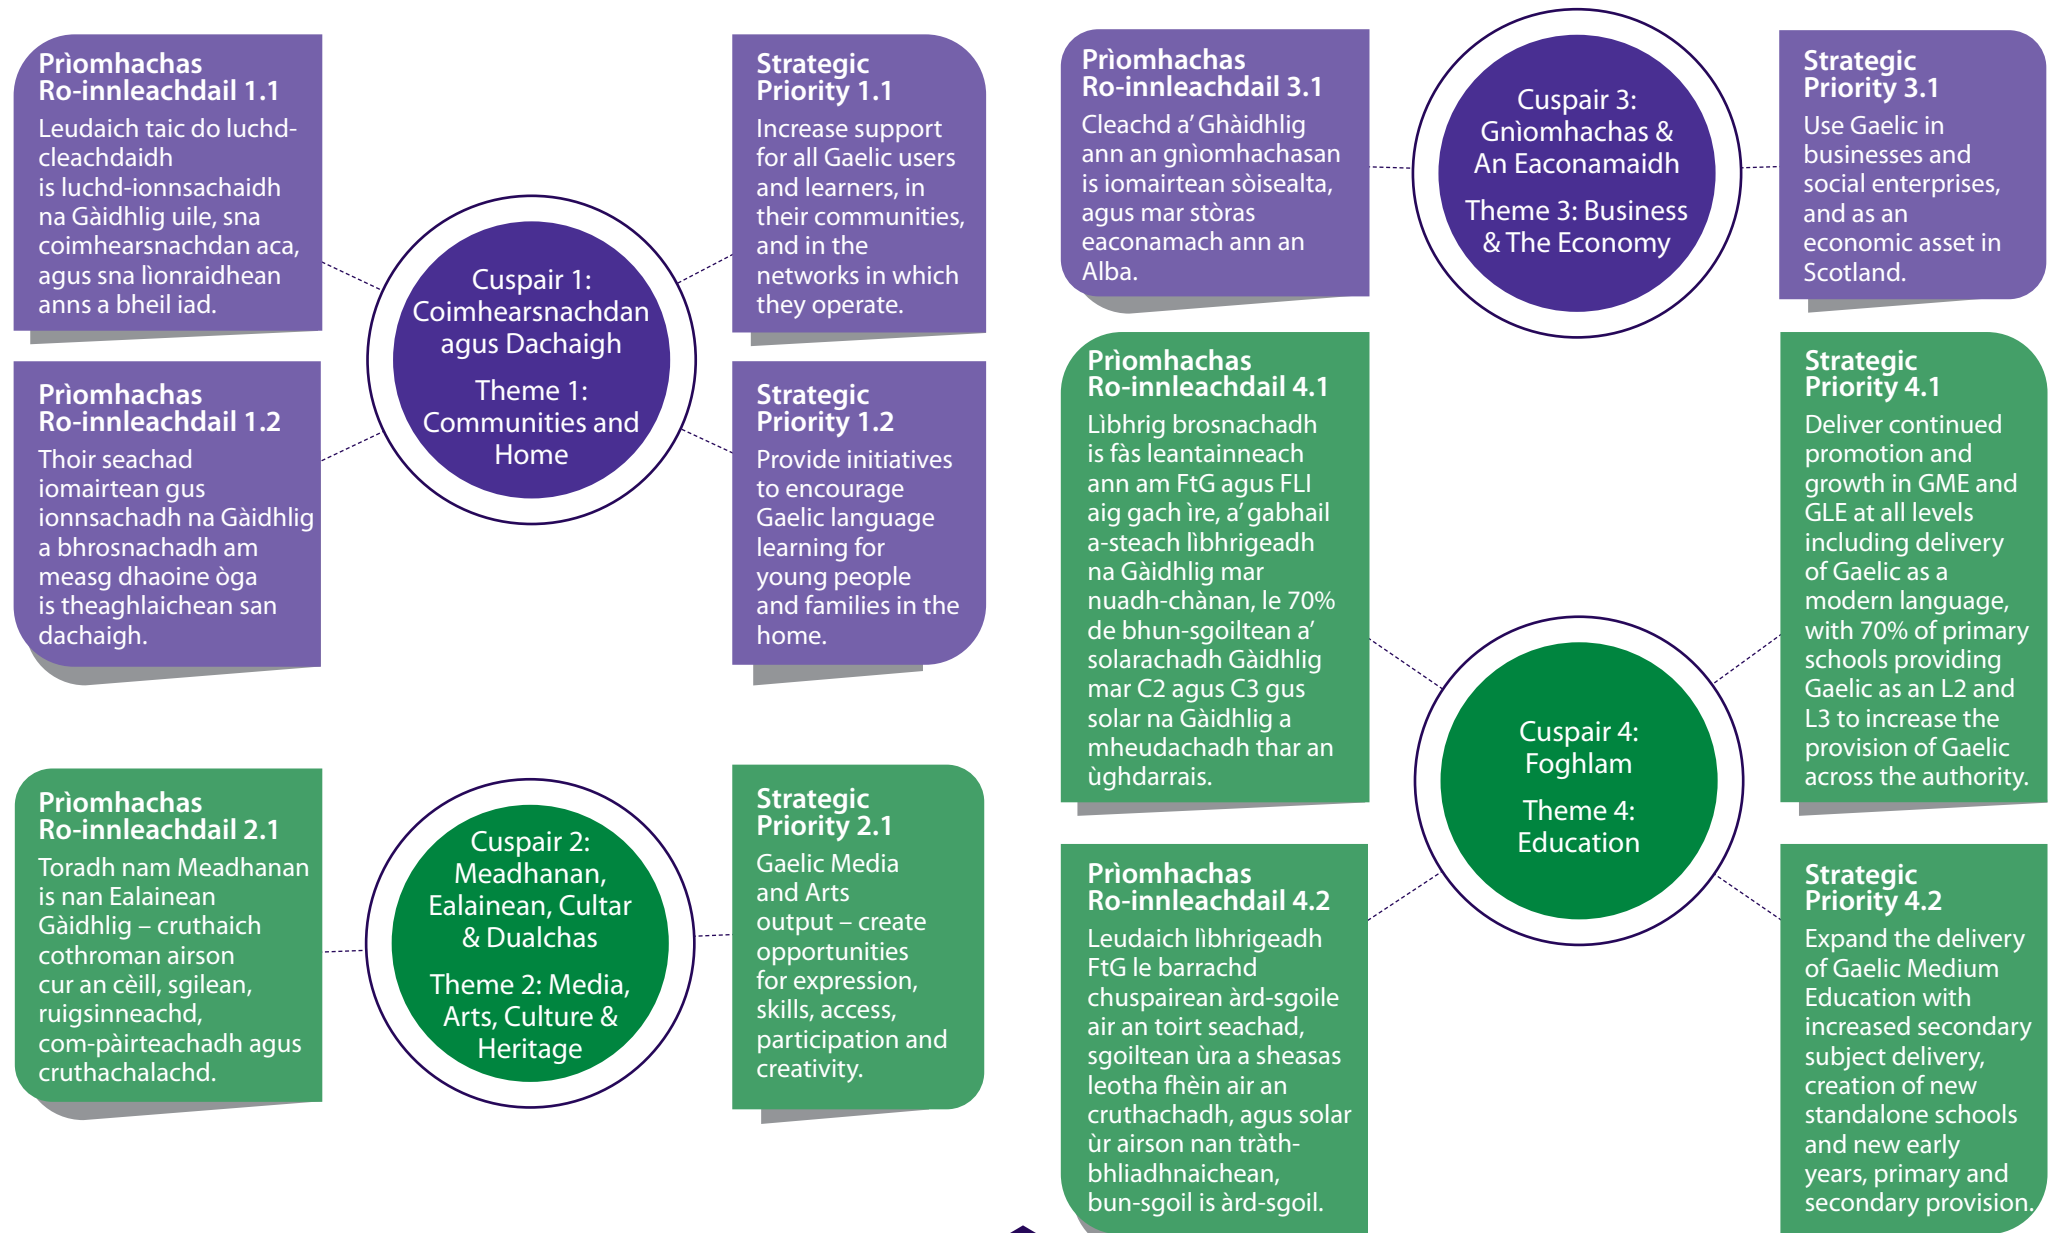 Prìomhachas
Ro-innleachdail 1.1
Leudaich taic do luchd-
cleachdaidh
is luchd-ionnsachaidh
na Gàidhlig uile, sna
coimhearsnachdan aca,
agus sna lìonraidhean
anns a bheil iad.
Prìomhachas
Ro-innleachdail 1.2
Thoir seachad
iomairtean gus
ionnsachadh na Gàidhlig
a bhrosnachadh am
measg dhaoine òga
is theaghlaichean san
dachaigh.
Cuspair 1:
Coimhearsnachdan
agus Dachaigh
Theme 1:
Communities and
Home
Strategic
Priority 1.1
Increase support
for all Gaelic users
and learners, in
their communities,
and in the
networks in which
they operate.
Strategic
Priority 1.2
Provide initiatives
to encourage
Gaelic language
learning for
young people
and families in the
home.
Prìomhachas
Ro-innleachdail 2.1
Toradh nam Meadhanan
is nan Ealainean
Gàidhlig – cruthaich
cothroman airson
cur an cèill, sgilean,
ruigsinneachd,
com-pàirteachadh agus
cruthachalachd.
Cuspair 2:
Meadhanan,
Ealainean, Cultar
& Dualchas
Theme 2: Media,
Arts, Culture &
Heritage
Strategic
Priority 2.1
Gaelic Media
and Arts
output – create
opportunities
for expression,
skills, access,
participation and
creativity.
Prìomhachas
Ro-innleachdail 3.1
Cleachd a’ Ghàidhlig
ann an gnìomhachasan
is iomairtean sòisealta,
agus mar stòras
eaconamach ann an
Alba.
Cuspair 3:
Gnìomhachas &
An Eaconamaidh
Theme 3: Business
& The Economy
Strategic
Priority 3.1
Use Gaelic in
businesses and
social enterprises,
and as an
economic asset in
Scotland.
Prìomhachas
Ro-innleachdail 4.1
Lìbhrig brosnachadh
is fàs leantainneach
ann am FtG agus FLI
aig gach ìre, a’ gabhail
a-steach lìbhrigeadh
na Gàidhlig mar
nuadh-chànan, le 70%
de bhun-sgoiltean a’
solarachadh Gàidhlig
mar C2 agus C3 gus
solar na Gàidhlig a
mheudachadh thar an
ùghdarrais.
Prìomhachas
Ro-innleachdail 4.2
Leudaich lìbhrigeadh
FtG le barrachd
chuspairean àrd-sgoile
air an toirt seachad,
sgoiltean ùra a sheasas
leotha fhèin air an
cruthachadh, agus solar
ùr airson nan tràth-
bhliadhnaichean,
bun-sgoil is àrd-sgoil.
Cuspair 4:
Foghlam
Theme 4:
Education
Strategic
Priority 4.1
Deliver continued
promotion and
growth in GME and
GLE at all levels
including delivery
of Gaelic as a
modern language,
with 70% of primary
schools providing
Gaelic as an L2 and
L3 to increase the
provision of Gaelic
across the authority.
Strategic
Priority 4.2
Expand the delivery
of Gaelic Medium
Education with
increased secondary
subject delivery,
creation of new
standalone schools
and new early
years, primary and
secondary provision.